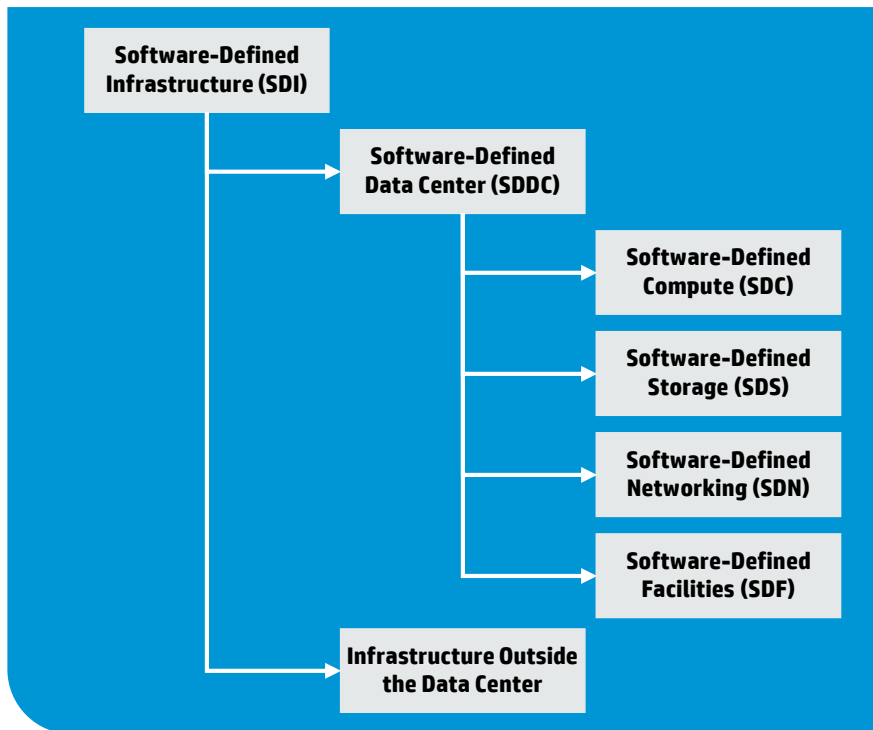 Software-Defined
Infrastructure (SDI)
Software-Defined
Data Center (SDDC)
Software-Defined
Compute (SDC)
Software-Defined
Storage (SDS)
Software-Defined
Networking (SDN)
Software-Defined
Facilities (SDF)
Infrastructure Outside
the Data Center